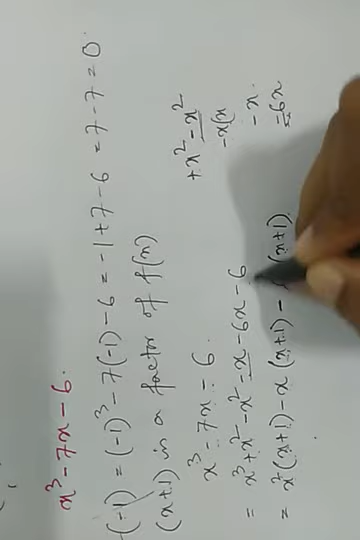 x³ - 7x - 6.
(-1) = (-1)³ - 7(-1) - 6 = -1 + 7 - 6 = 7 - 7 = 0.
(x+1) is a factor of f(x)
x³ - 7x - 6.
+x² - x²
= x³ + x² - x² - x - 6x - 6
-x(x
= x²(x+1) - x(x+1) - (x+1)
-x.
= 6x